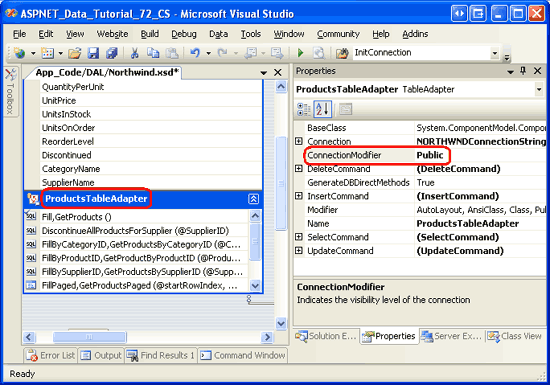 ASPNET_Data_Tutorial_72_CS - Microsoft Visual Studio
File Edit View Website Build Debug Data Tools Window Community Help Addins
InitConnection
Toolbox
App_Code/DAL/Northwind.xsd*
QuantityPerUnit
UnitPrice
UnitsInStock
UnitsOnOrder
ReorderLevel
Discontinued
CategoryName
SupplierName
ProductsTableAdapter
Fill,GetProducts ()
DiscontinueAllProductsForSupplier (@SupplierID)
FillByCategoryID,GetProductsByCategoryID (@C...
FillByProductID,GetProductByProductID (@Produ...
FillBySupplierID,GetProductsBySupplierID (@Supp...
FillPaged,GetProductsPaged (@startRowIndex, ...
Properties
ProductsTableAdapter TableAdapter
BaseClass System.ComponentModel.Compo
Connection NORTHWNDConnectionString
ConnectionModifier Public
DeleteCommand (DeleteCommand)
GenerateDBDirectMethods True
InsertCommand (InsertCommand)
Modifier AutoLayout, AnsiClass, Class, Pu
Name ProductsTableAdapter
SelectCommand (SelectCommand)
UpdateCommand (UpdateCommand)
ConnectionModifier
Indicates the visibility level of the connection
Solution E... Properties Server Ex... Class View
Error List Output Find Results 1 Command Window
Ready